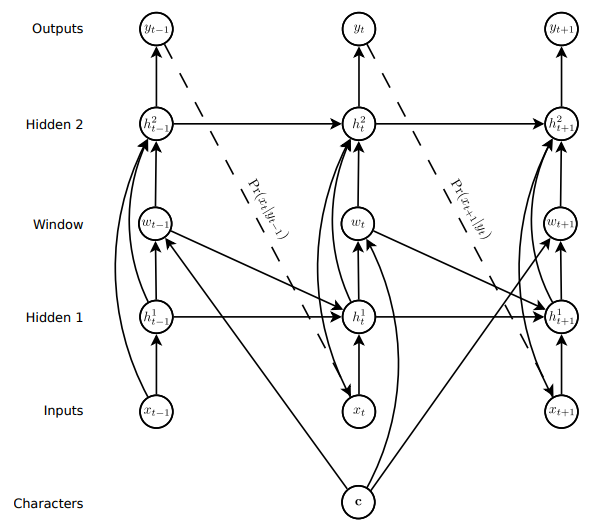 Outputs y_{t-1} y_t y_{t+1}
Hidden 2 h^2_{t-1} h^2_t h^2_{t+1}
Pr(x_t|y_{t-1}) Pr(x_{t+1}|y_t)
Window w_{t-1} w_t w_{t+1}
Hidden 1 h^1_{t-1} h^1_t h^1_{t+1}
Inputs x_{t-1} x_t x_{t+1}
Characters c